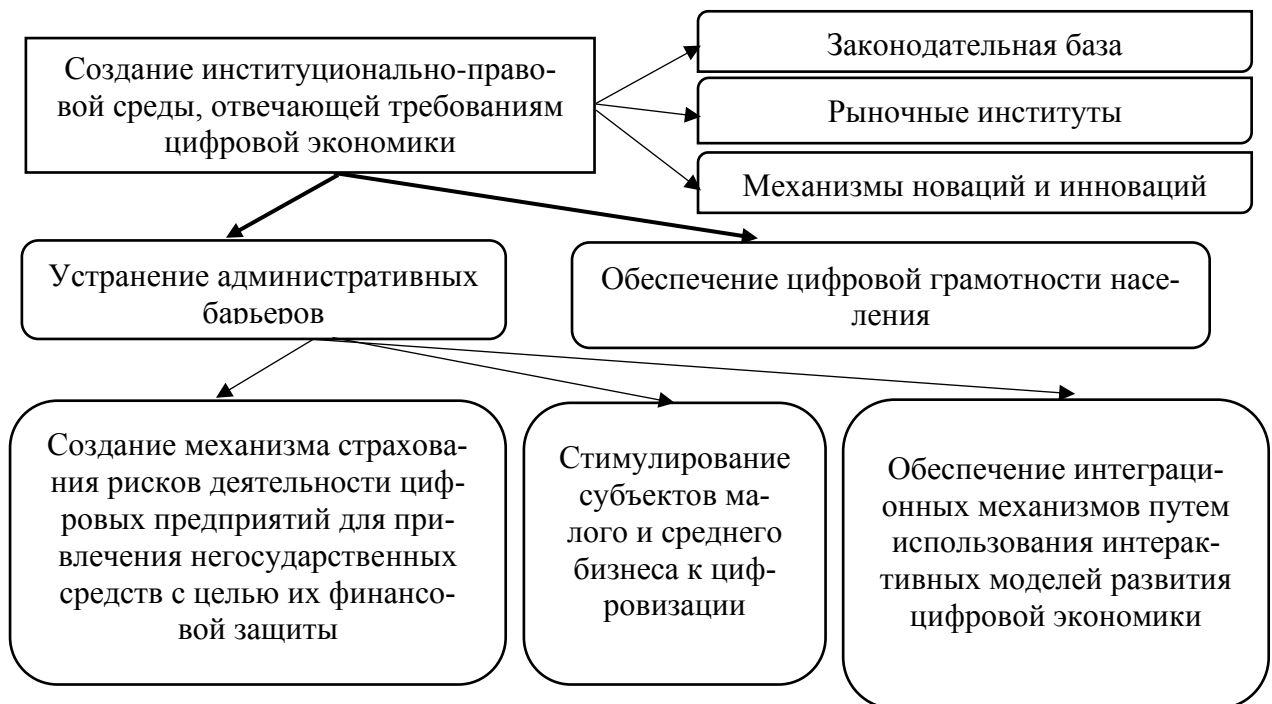 Создание институционально-право-
вой среды, отвечающей требованиям
цифровой экономики
Законодательная база
Рыночные институты
Механизмы новаций и инноваций
Устранение административных
барьеров
Обеспечение цифровой грамотности насе-
ления
Создание механизма страхова-
ния рисков деятельности циф-
ровых предприятий для при-
влечения негосударственных
средств с целью их финансо-
вой защиты
Стимулирование
субъектов ма-
лого и среднего
бизнеса к циф-
ровизации
Обеспечение интеграци-
онных механизмов путем
использования интерак-
тивных моделей развития
цифровой экономики